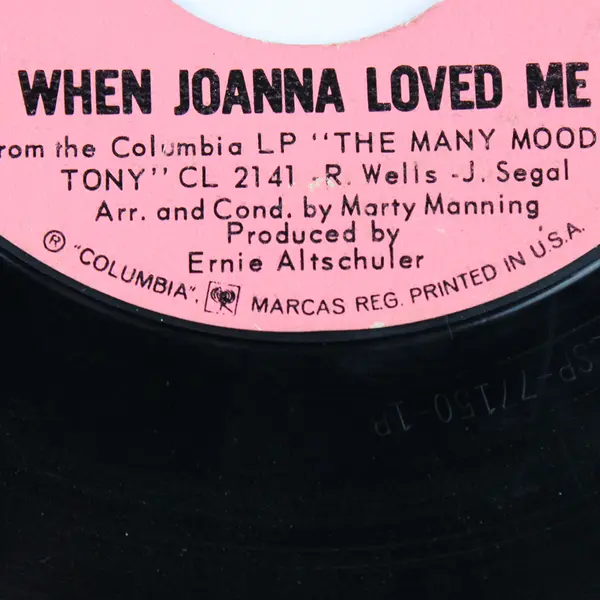 WHEN JOANNA LOVED ME
rom the Columbia LP "THE MANY MOOD
TONY" CL 2141 -R. Wells -J. Segal
Arr. and Cond. by Marty Manning
Produced by
Ernie Altschuler
® "COLUMBIA", MARCAS REG. PRINTED IN U.S.A.